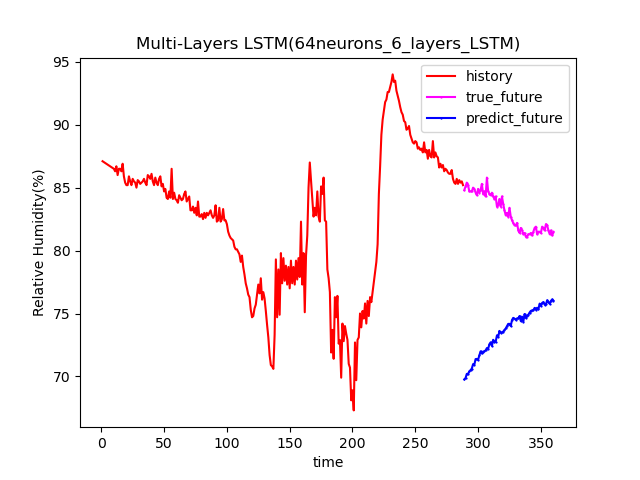 Multi-Layers LSTM(64neurons_6_layers_LSTM)
history
true_future
predict_future
Relative Humidity(%)
95
90
85
80
75
70
0
50
100
150
200
250
300
350
time